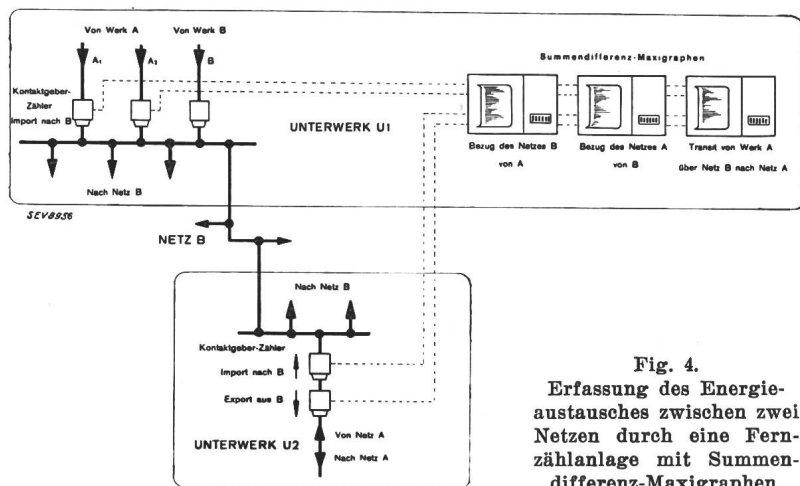 Von Werk A
Von Werk B
A1
A2
B
Kontaktgeber-
Zähler
Import nach B
UNTERWERK U1
Nach Netz B
Summendifferenz-Maxigraphen
Bezug des Netzes B
von A
Bezug des Netzes A
von B
Transit von Werk A
über Netz B nach Netz A
SEV8956
NETZ B
Nach Netz B
Kontaktgeber-Zähler
Import nach B
Export aus B
UNTERWERK U2
Von Netz A
Nach Netz A
Fig. 4.
Erfassung des Energie-
austausches zwischen zwei
Netzen durch eine Fern-
zählanlage mit Summen-
differenz-Maxigraphen